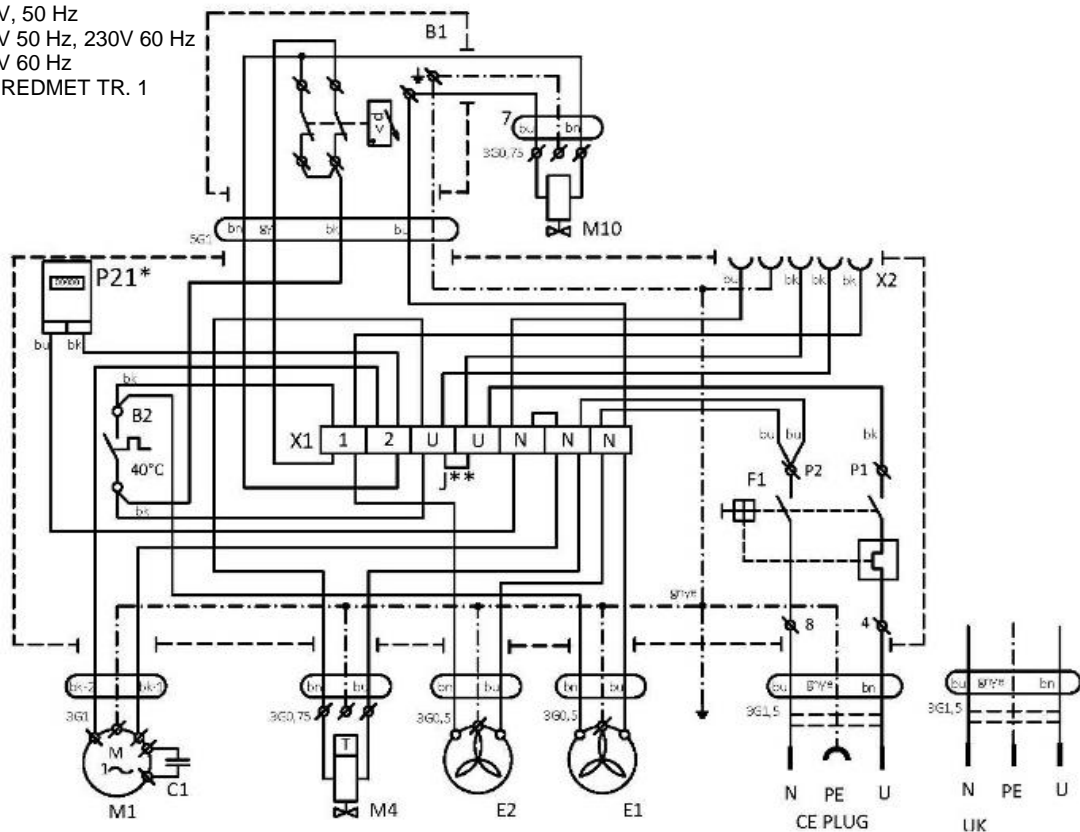 V, 50 Hz
V 50 Hz, 230V 60 Hz
V 60 Hz
REDMET TR. 1
B1
7
bu bn
3G0,75
M10
bn gy bk bu
5G1
P21*
00000
bu bk
bu bk bk bk
X2
bk
B2
40°C
bk
X1 1 2 U U N N N
J**
bu bu bk
P2 P1
F1
gnye
8 4
bk-2 bk-1
3G1
M
1~
C1
M1
bn bu
3G0,75
T
M4
bn bu
3G0,5
E2
bn bu
3G0,5
E1
bu gnye bn
3G1,5
N PE U
CE PLUG
bu gnye bn
3G1,5
N PE U
UK